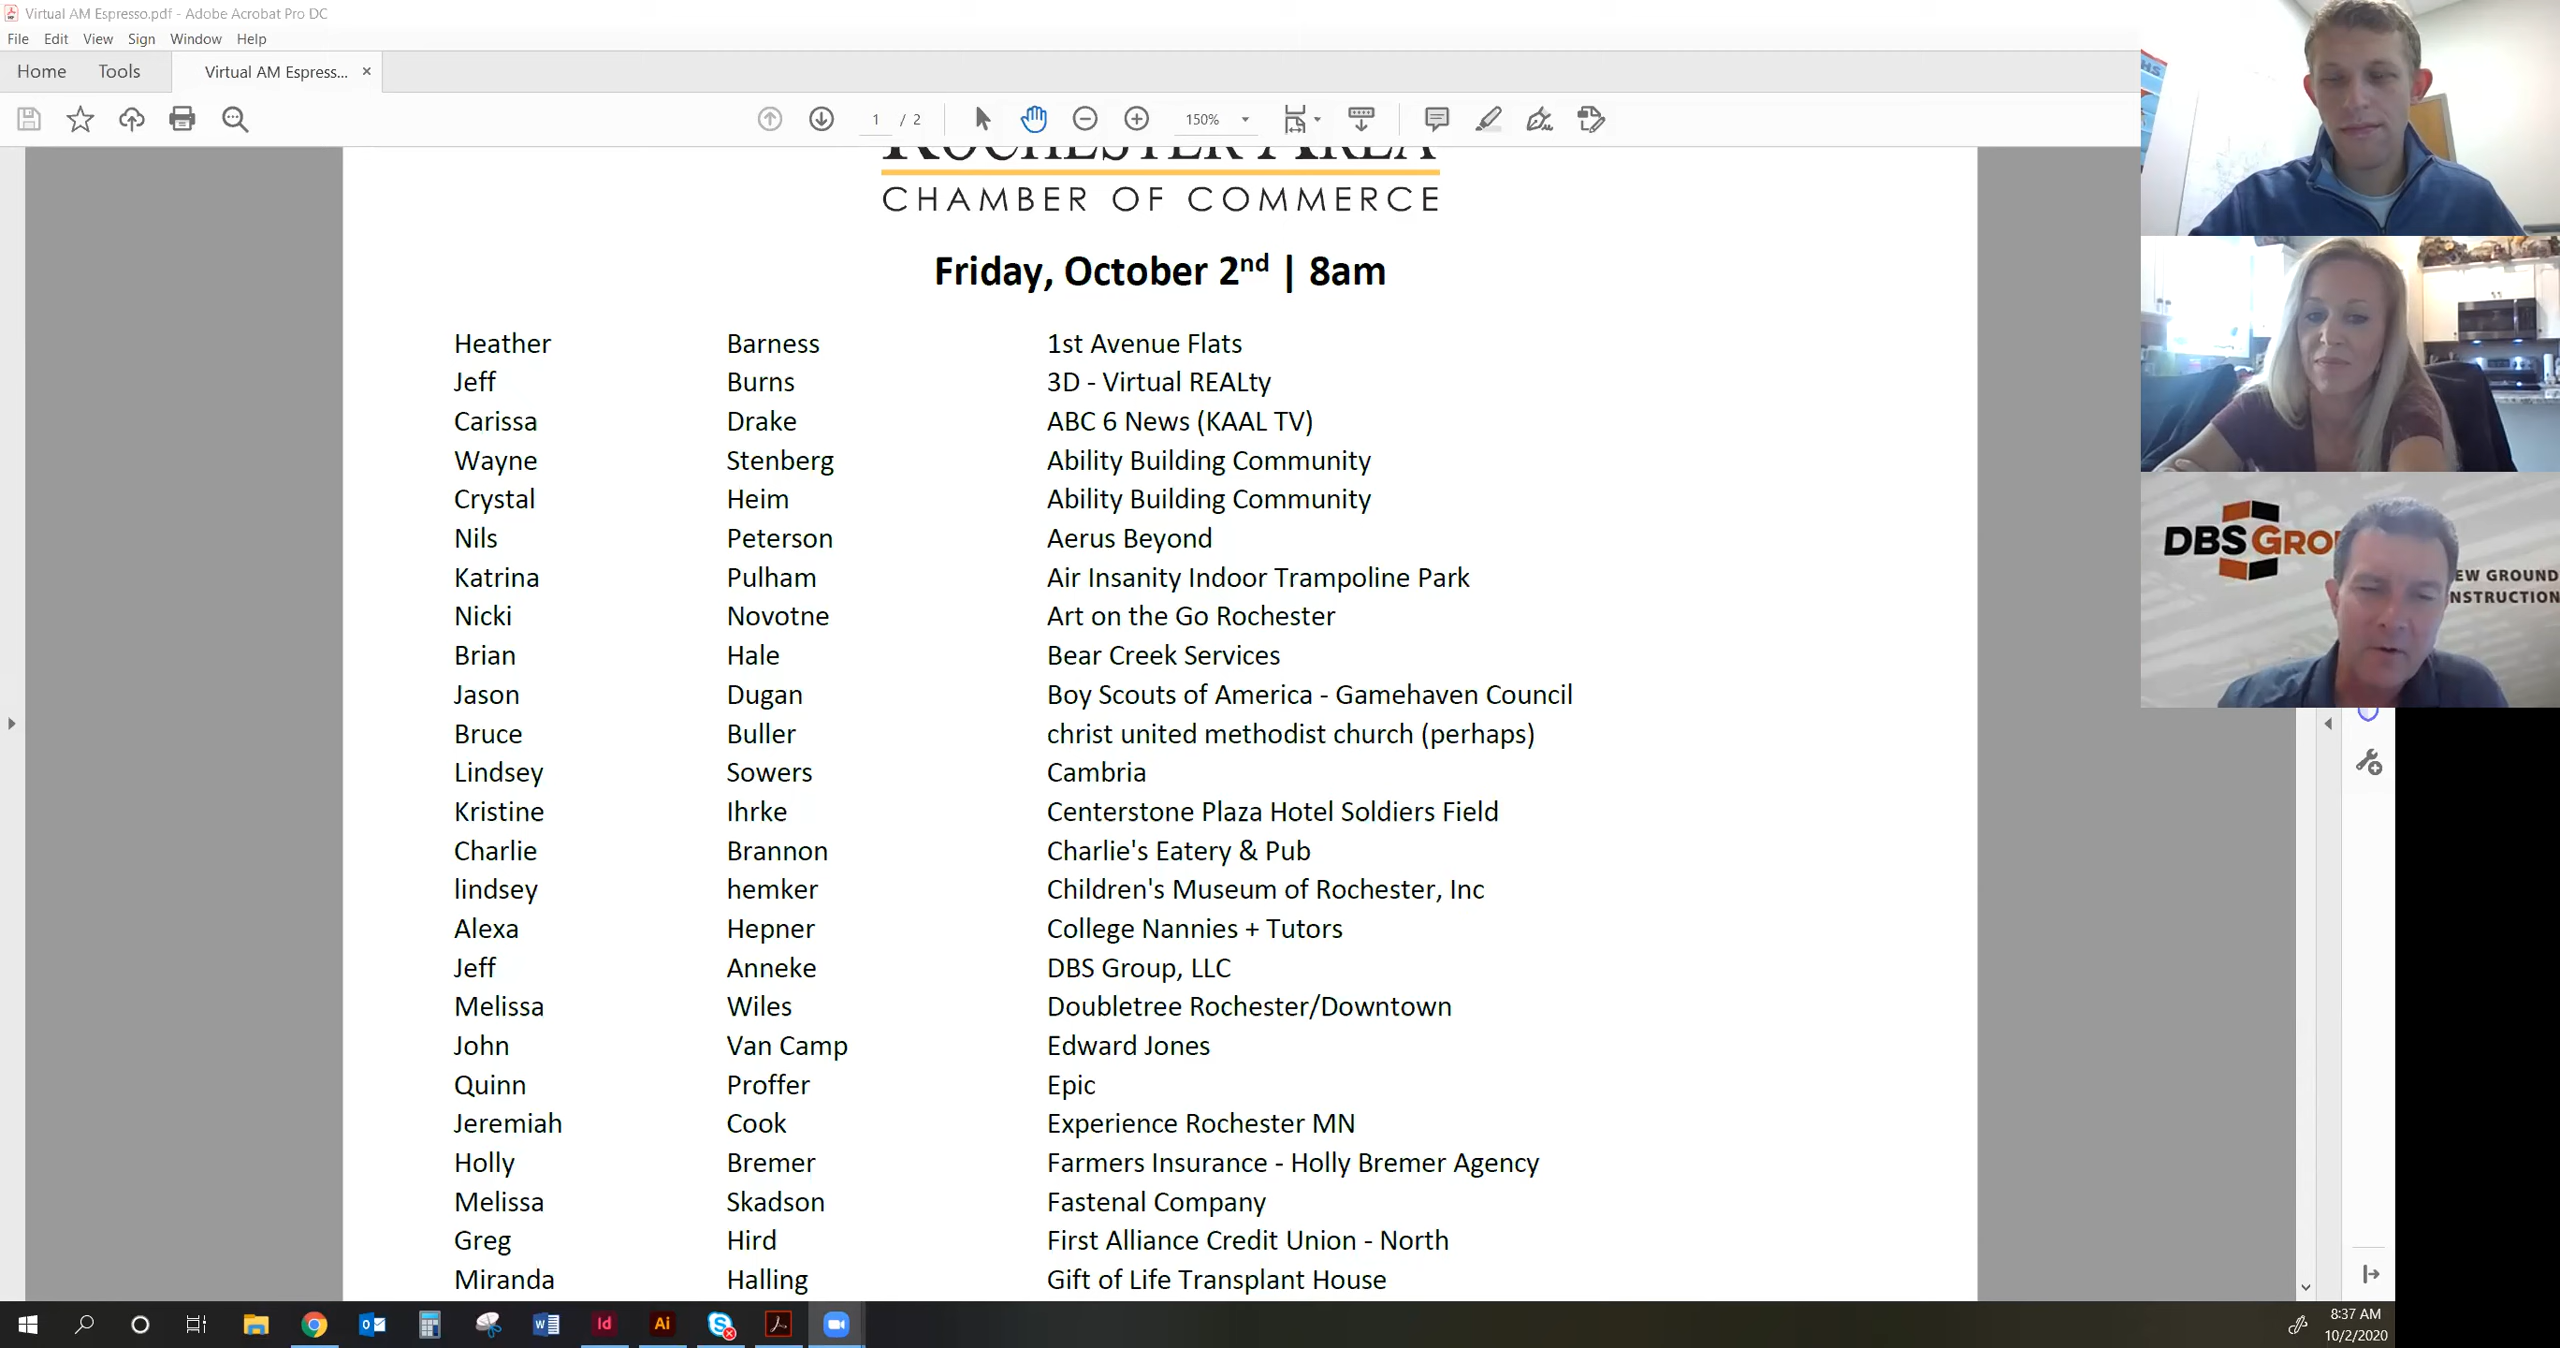 Virtual AM Espresso.pdf - Adobe Acrobat Pro DC
File Edit View Sign Window Help
Home Tools Virtual AM Espress... ×
1 / 2 150%
ROCHESTER AREA
CHAMBER OF COMMERCE
Friday, October 2nd | 8am
Heather Barness 1st Avenue Flats
Jeff Burns 3D - Virtual REALty
Carissa Drake ABC 6 News (KAAL TV)
Wayne Stenberg Ability Building Community
Crystal Heim Ability Building Community
Nils Peterson Aerus Beyond
Katrina Pulham Air Insanity Indoor Trampoline Park
Nicki Novotne Art on the Go Rochester
Brian Hale Bear Creek Services
Jason Dugan Boy Scouts of America - Gamehaven Council
Bruce Buller christ united methodist church (perhaps)
Lindsey Sowers Cambria
Kristine Ihrke Centerstone Plaza Hotel Soldiers Field
Charlie Brannon Charlie's Eatery & Pub
lindsey hemker Children's Museum of Rochester, Inc
Alexa Hepner College Nannies + Tutors
Jeff Anneke DBS Group, LLC
Melissa Wiles Doubletree Rochester/Downtown
John Van Camp Edward Jones
Quinn Proffer Epic
Jeremiah Cook Experience Rochester MN
Holly Bremer Farmers Insurance - Holly Bremer Agency
Melissa Skadson Fastenal Company
Greg Hird First Alliance Credit Union - North
Miranda Halling Gift of Life Transplant House
DBS GRO
EW GROUND
NSTRUCTION
Id Ai
8:37 AM
10/2/2020